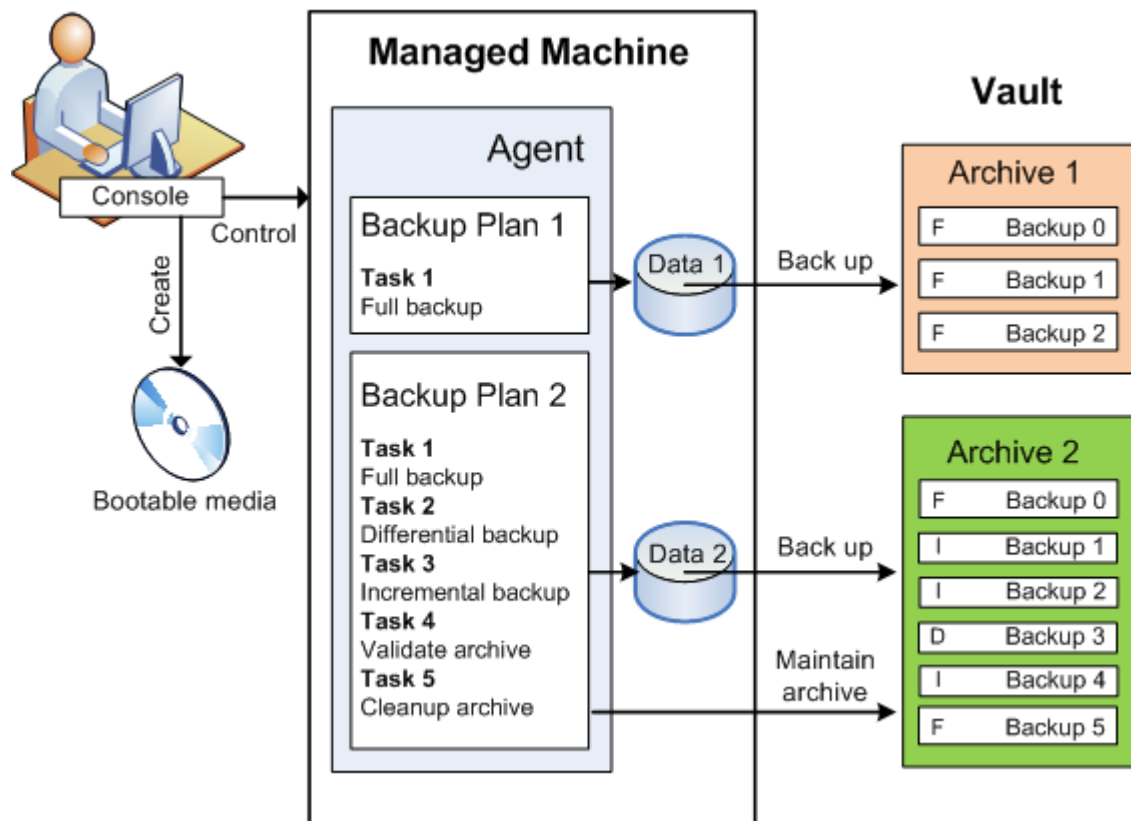 Managed Machine
Vault
Console
Control
Create
Bootable media
Agent
Backup Plan 1
Task 1
Full backup
Backup Plan 2
Task 1
Full backup
Task 2
Differential backup
Task 3
Incremental backup
Task 4
Validate archive
Task 5
Cleanup archive
Data 1
Back up
Data 2
Back up
Maintain
archive
Archive 1
F Backup 0
F Backup 1
F Backup 2
Archive 2
F Backup 0
I Backup 1
I Backup 2
D Backup 3
I Backup 4
F Backup 5